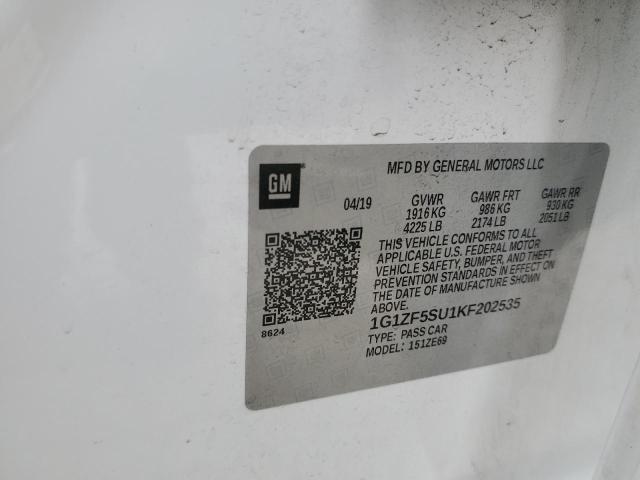 GM
MFD BY GENERAL MOTORS LLC
04/19
GVWR
1916 KG
4225 LB
GAWR FRT
986 KG
2174 LB
GAWR RR
930 KG
2051 LB
THIS VEHICLE CONFORMS TO ALL
APPLICABLE U.S. FEDERAL MOTOR
VEHICLE SAFETY, BUMPER, AND THEFT
PREVENTION STANDARDS IN EFFECT ON
THE DATE OF MANUFACTURE SHOWN
ABOVE.
1G1ZF5SU1KF202535
TYPE: PASS CAR
MODEL: 151ZE69
8624